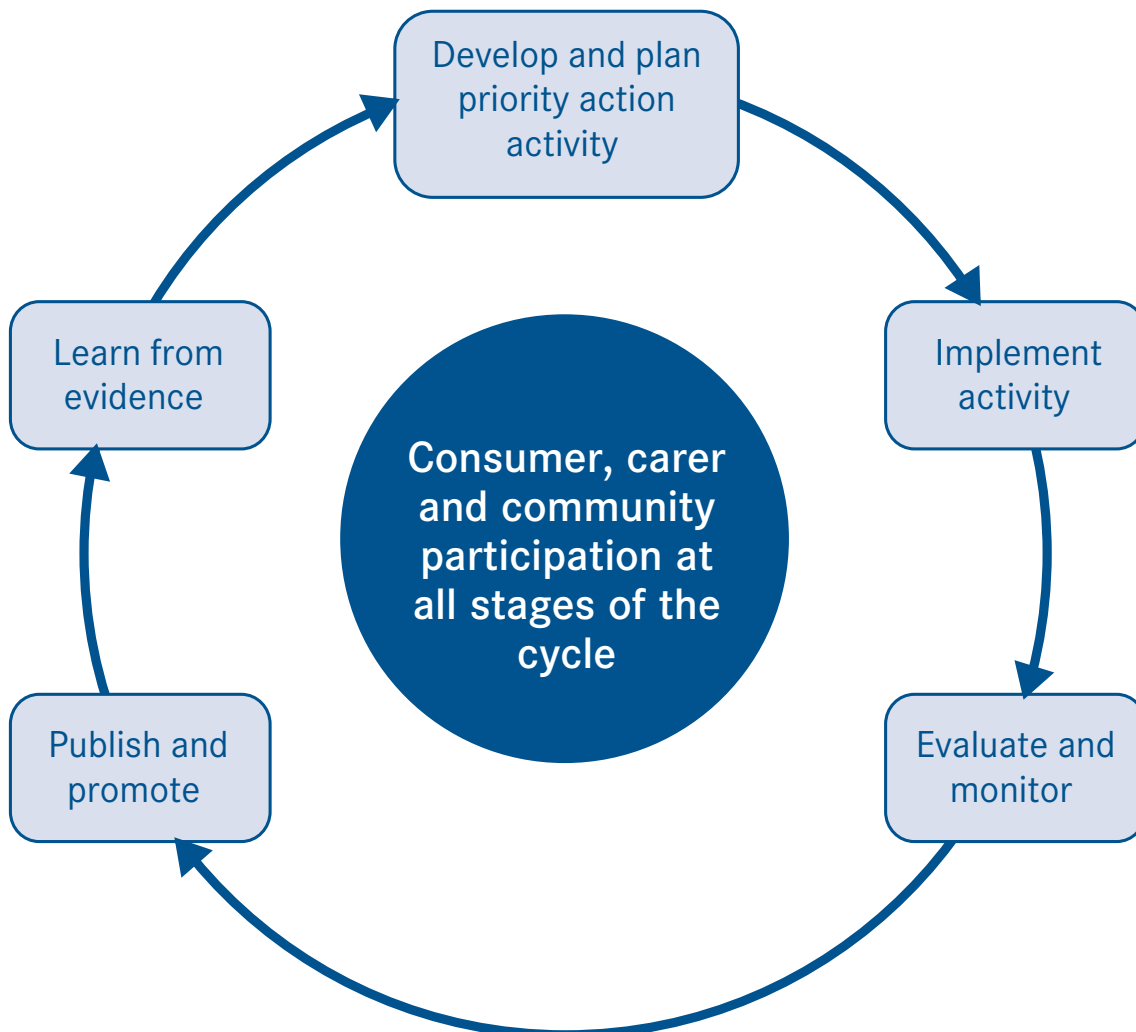 Develop and plan
priority action
activity
Implement
activity
Evaluate and
monitor
Publish and
promote
Learn from
evidence
Consumer, carer
and community
participation at
all stages of the
cycle